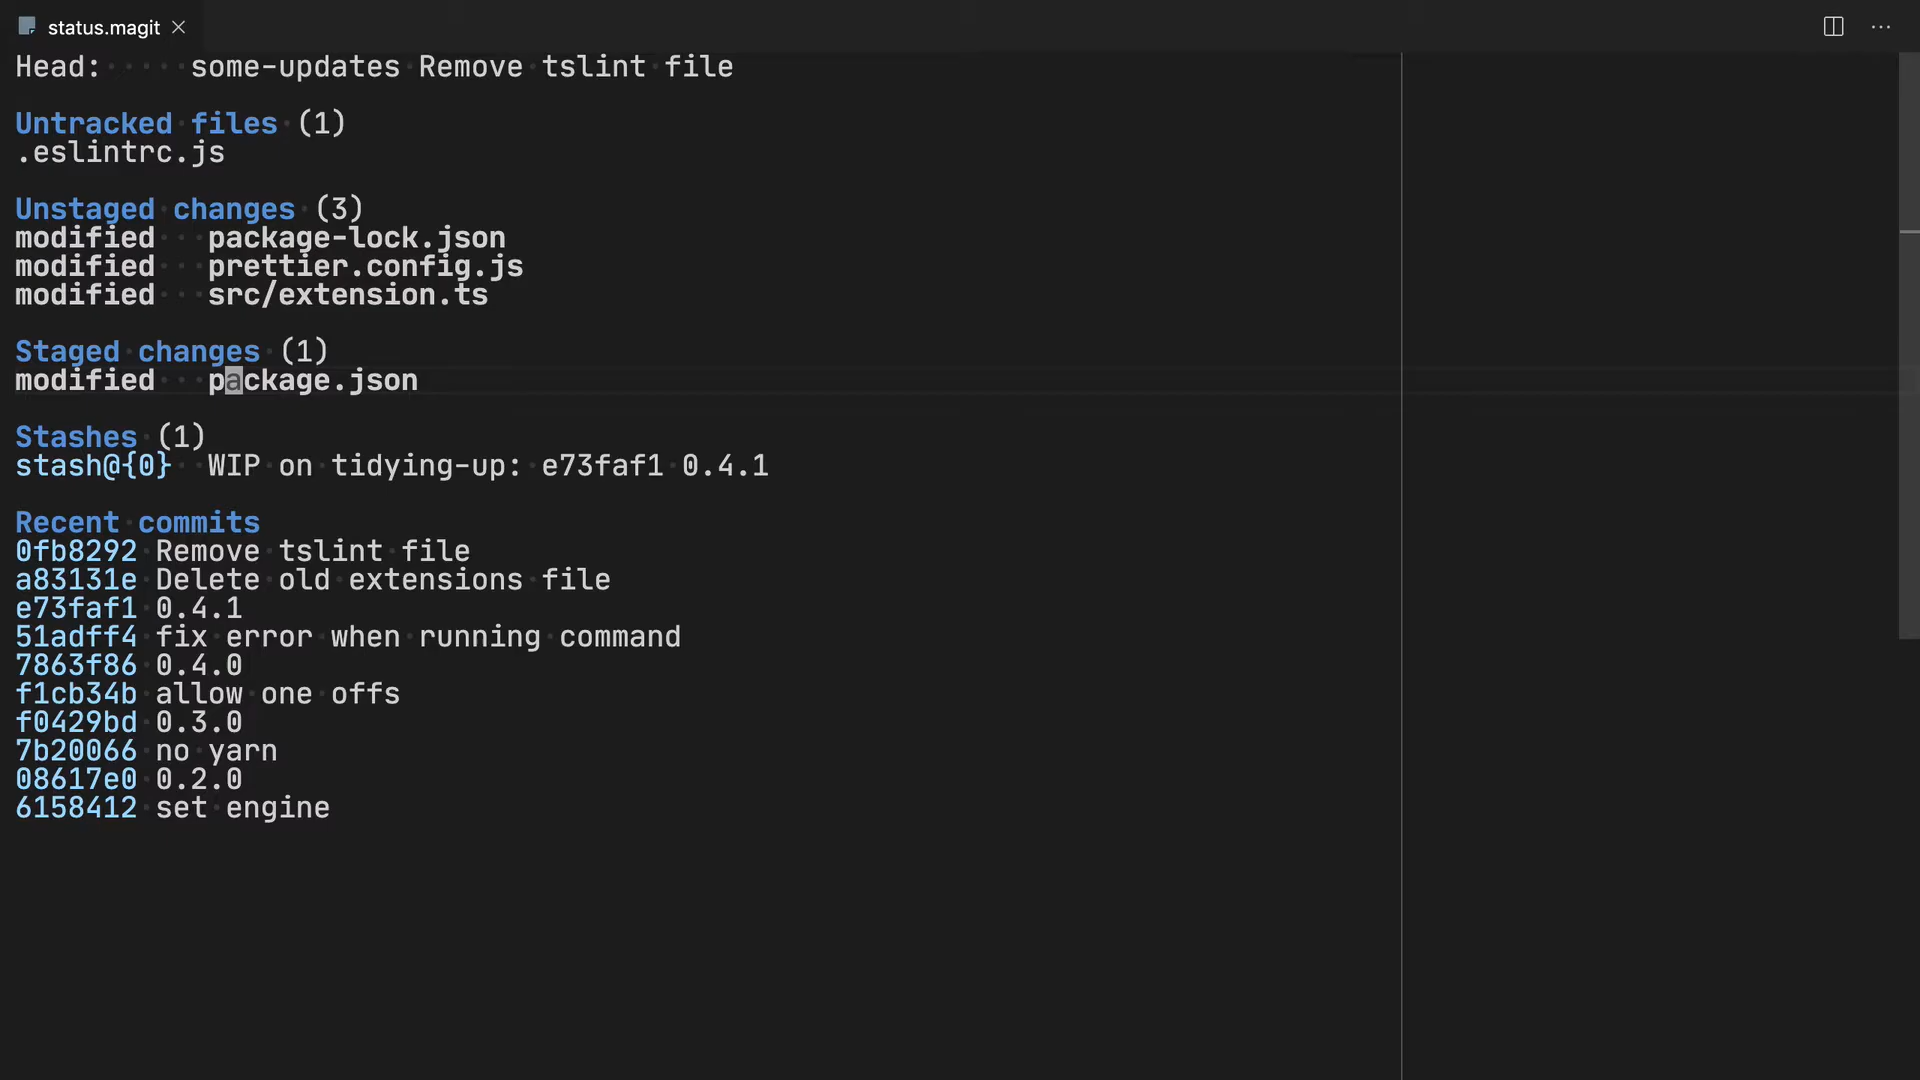 status.magit
Head: some-updates Remove tslint file
Untracked files (1)
.eslintrc.js
Unstaged changes (3)
modified package-lock.json
modified prettier.config.js
modified src/extension.ts
Staged changes (1)
modified package.json
Stashes (1)
stash@{0} WIP on tidying-up: e73faf1 0.4.1
Recent commits
0fb8292 Remove tslint file
a83131e Delete old extensions file
e73faf1 0.4.1
51adff4 fix error when running command
7863f86 0.4.0
f1cb34b allow one offs
f0429bd 0.3.0
7b20066 no yarn
08617e0 0.2.0
6158412 set engine